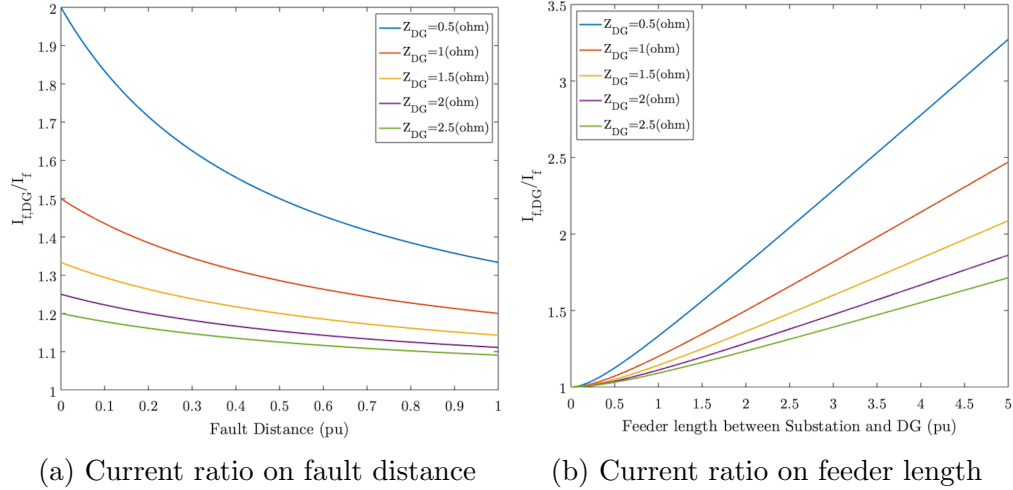 2
1.9
1.8
1.7
1.6
1.5
1.4
1.3
1.2
1.1
1
I_f,DG/I_f
Z_DG=0.5(ohm)
Z_DG=1(ohm)
Z_DG=1.5(ohm)
Z_DG=2(ohm)
Z_DG=2.5(ohm)
0 0.1 0.2 0.3 0.4 0.5 0.6 0.7 0.8 0.9 1
Fault Distance (pu)
(a) Current ratio on fault distance
3.5
3
2.5
2
1.5
1
I_f,DG/I_f
Z_DG=0.5(ohm)
Z_DG=1(ohm)
Z_DG=1.5(ohm)
Z_DG=2(ohm)
Z_DG=2.5(ohm)
0 0.5 1 1.5 2 2.5 3 3.5 4 4.5 5
Feeder length between Substation and DG (pu)
(b) Current ratio on feeder length